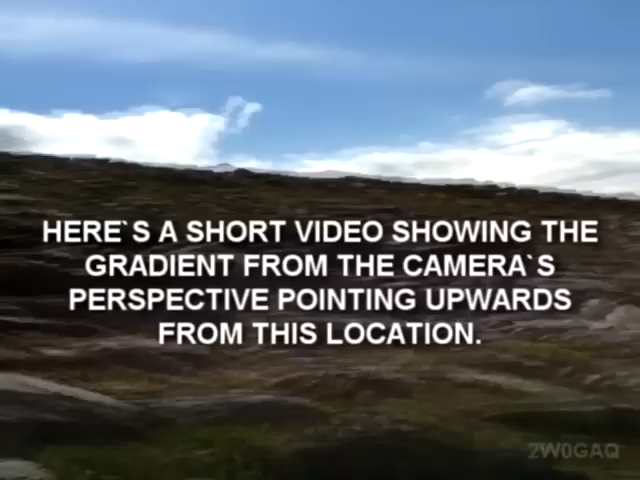 HERE`S A SHORT VIDEO SHOWING THE
GRADIENT FROM THE CAMERA`S
PERSPECTIVE POINTING UPWARDS
FROM THIS LOCATION.
2W0GAQ